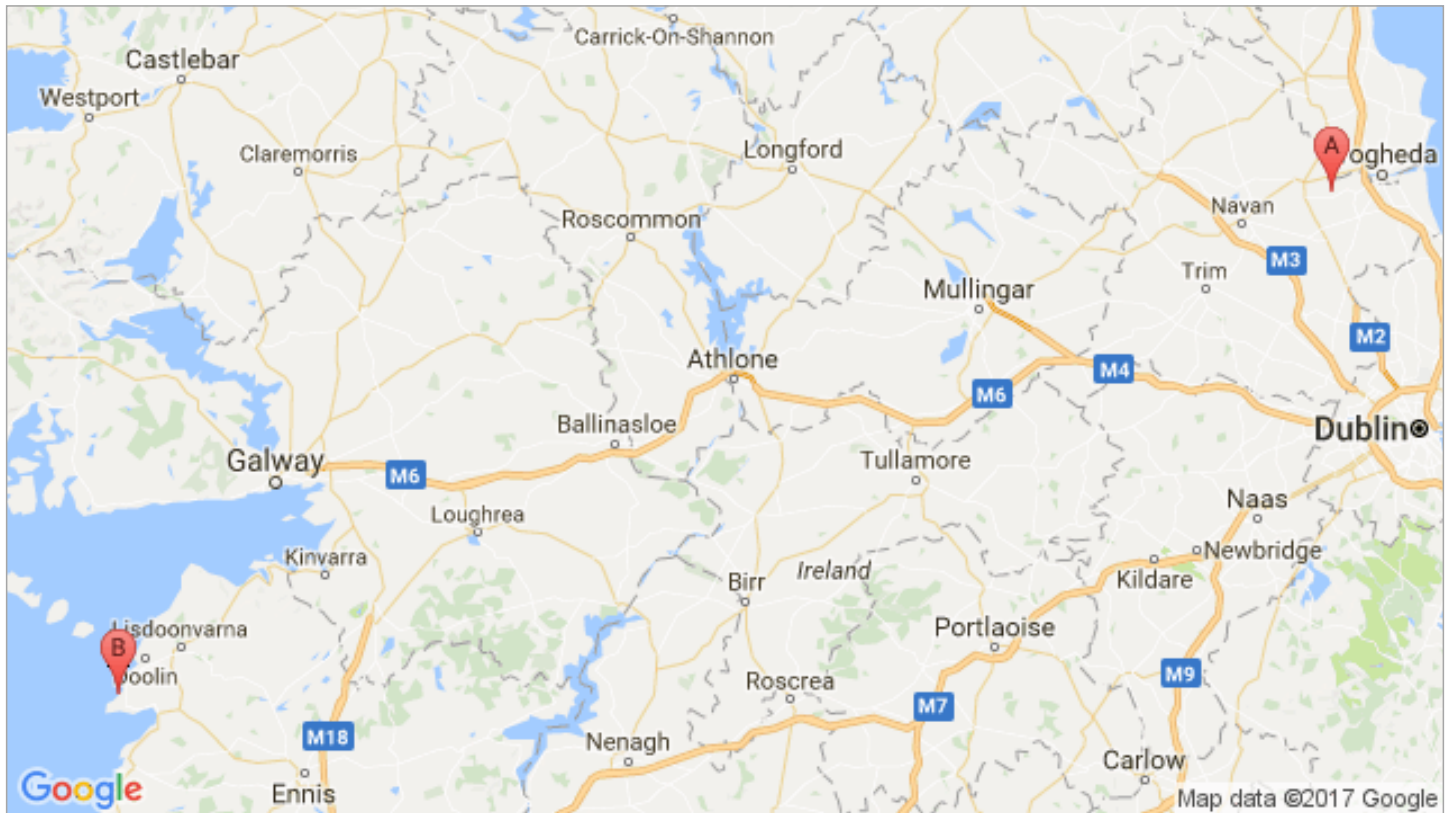 Carrick-On-Shannon
Castlebar
Westport
Claremorris
Longford
A
ogheda
Roscommon
Navan
M3
Trim
Mullingar
M2
Athlone
M4
M6
Ballinasloe
Dublin
Galway
M6
Tullamore
Naas
Loughrea
Kinvarra
Newbridge
Kildare
Ireland
Birr
Lisdoonvarna
B
Doolin
Portlaoise
M9
Roscrea
M7
M18
Nenagh
Carlow
Ennis
Google
Map data ©2017 Google